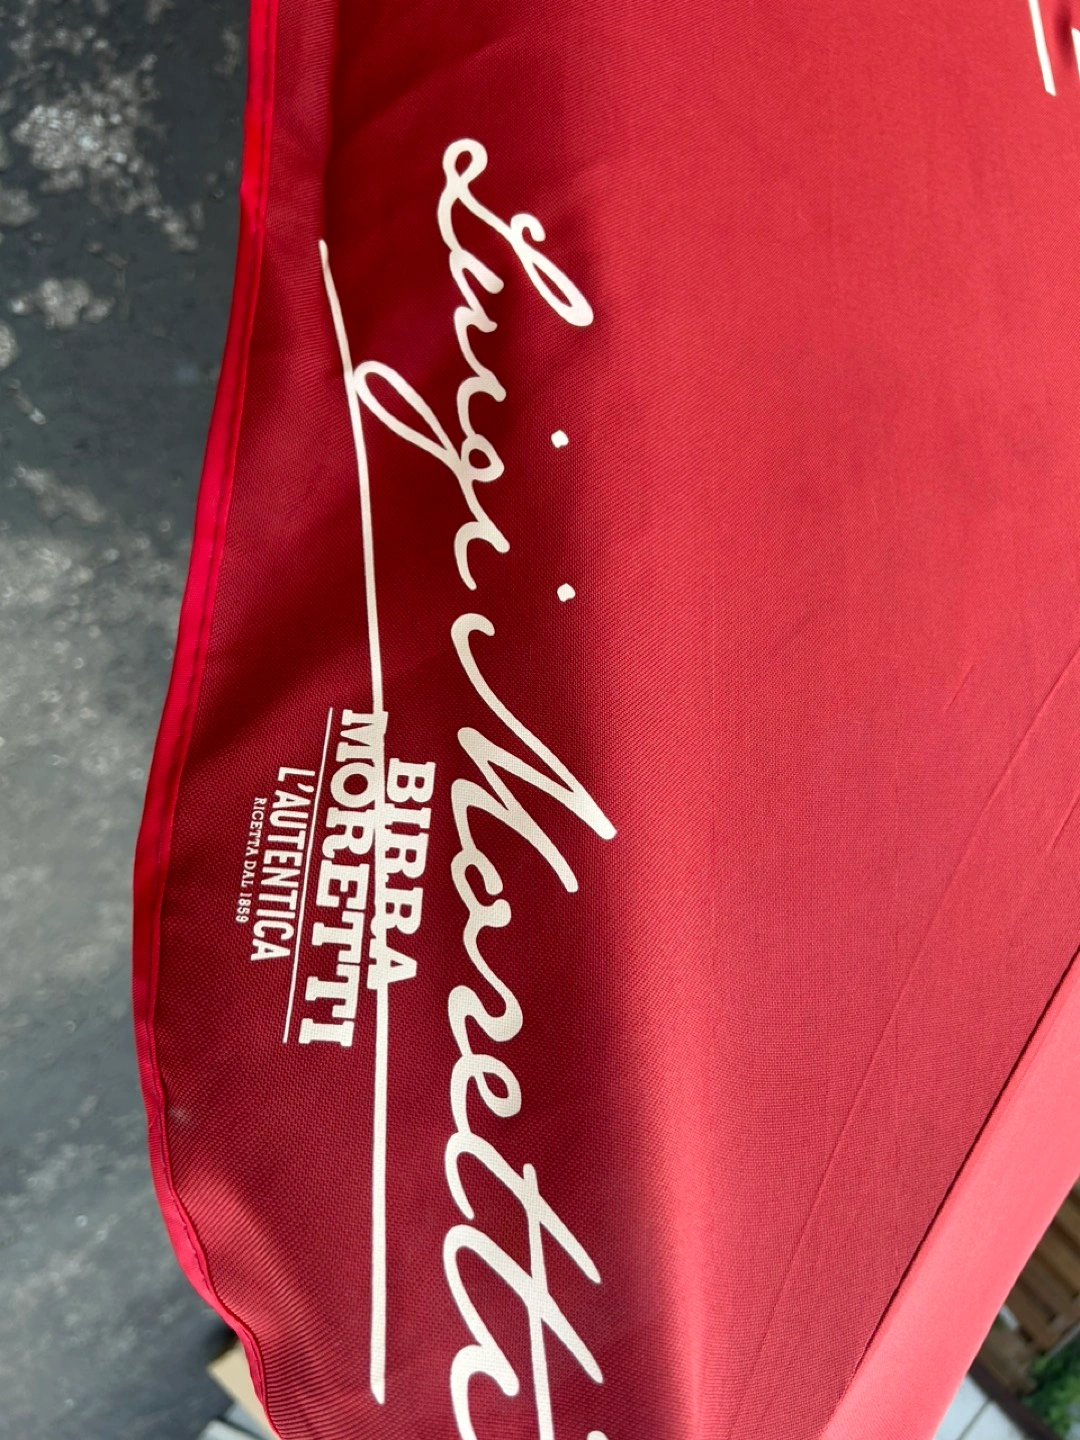 Luigi Moretti
BIRRA
MORETTI
L'AUTENTICA
RICETTA DAL 1859